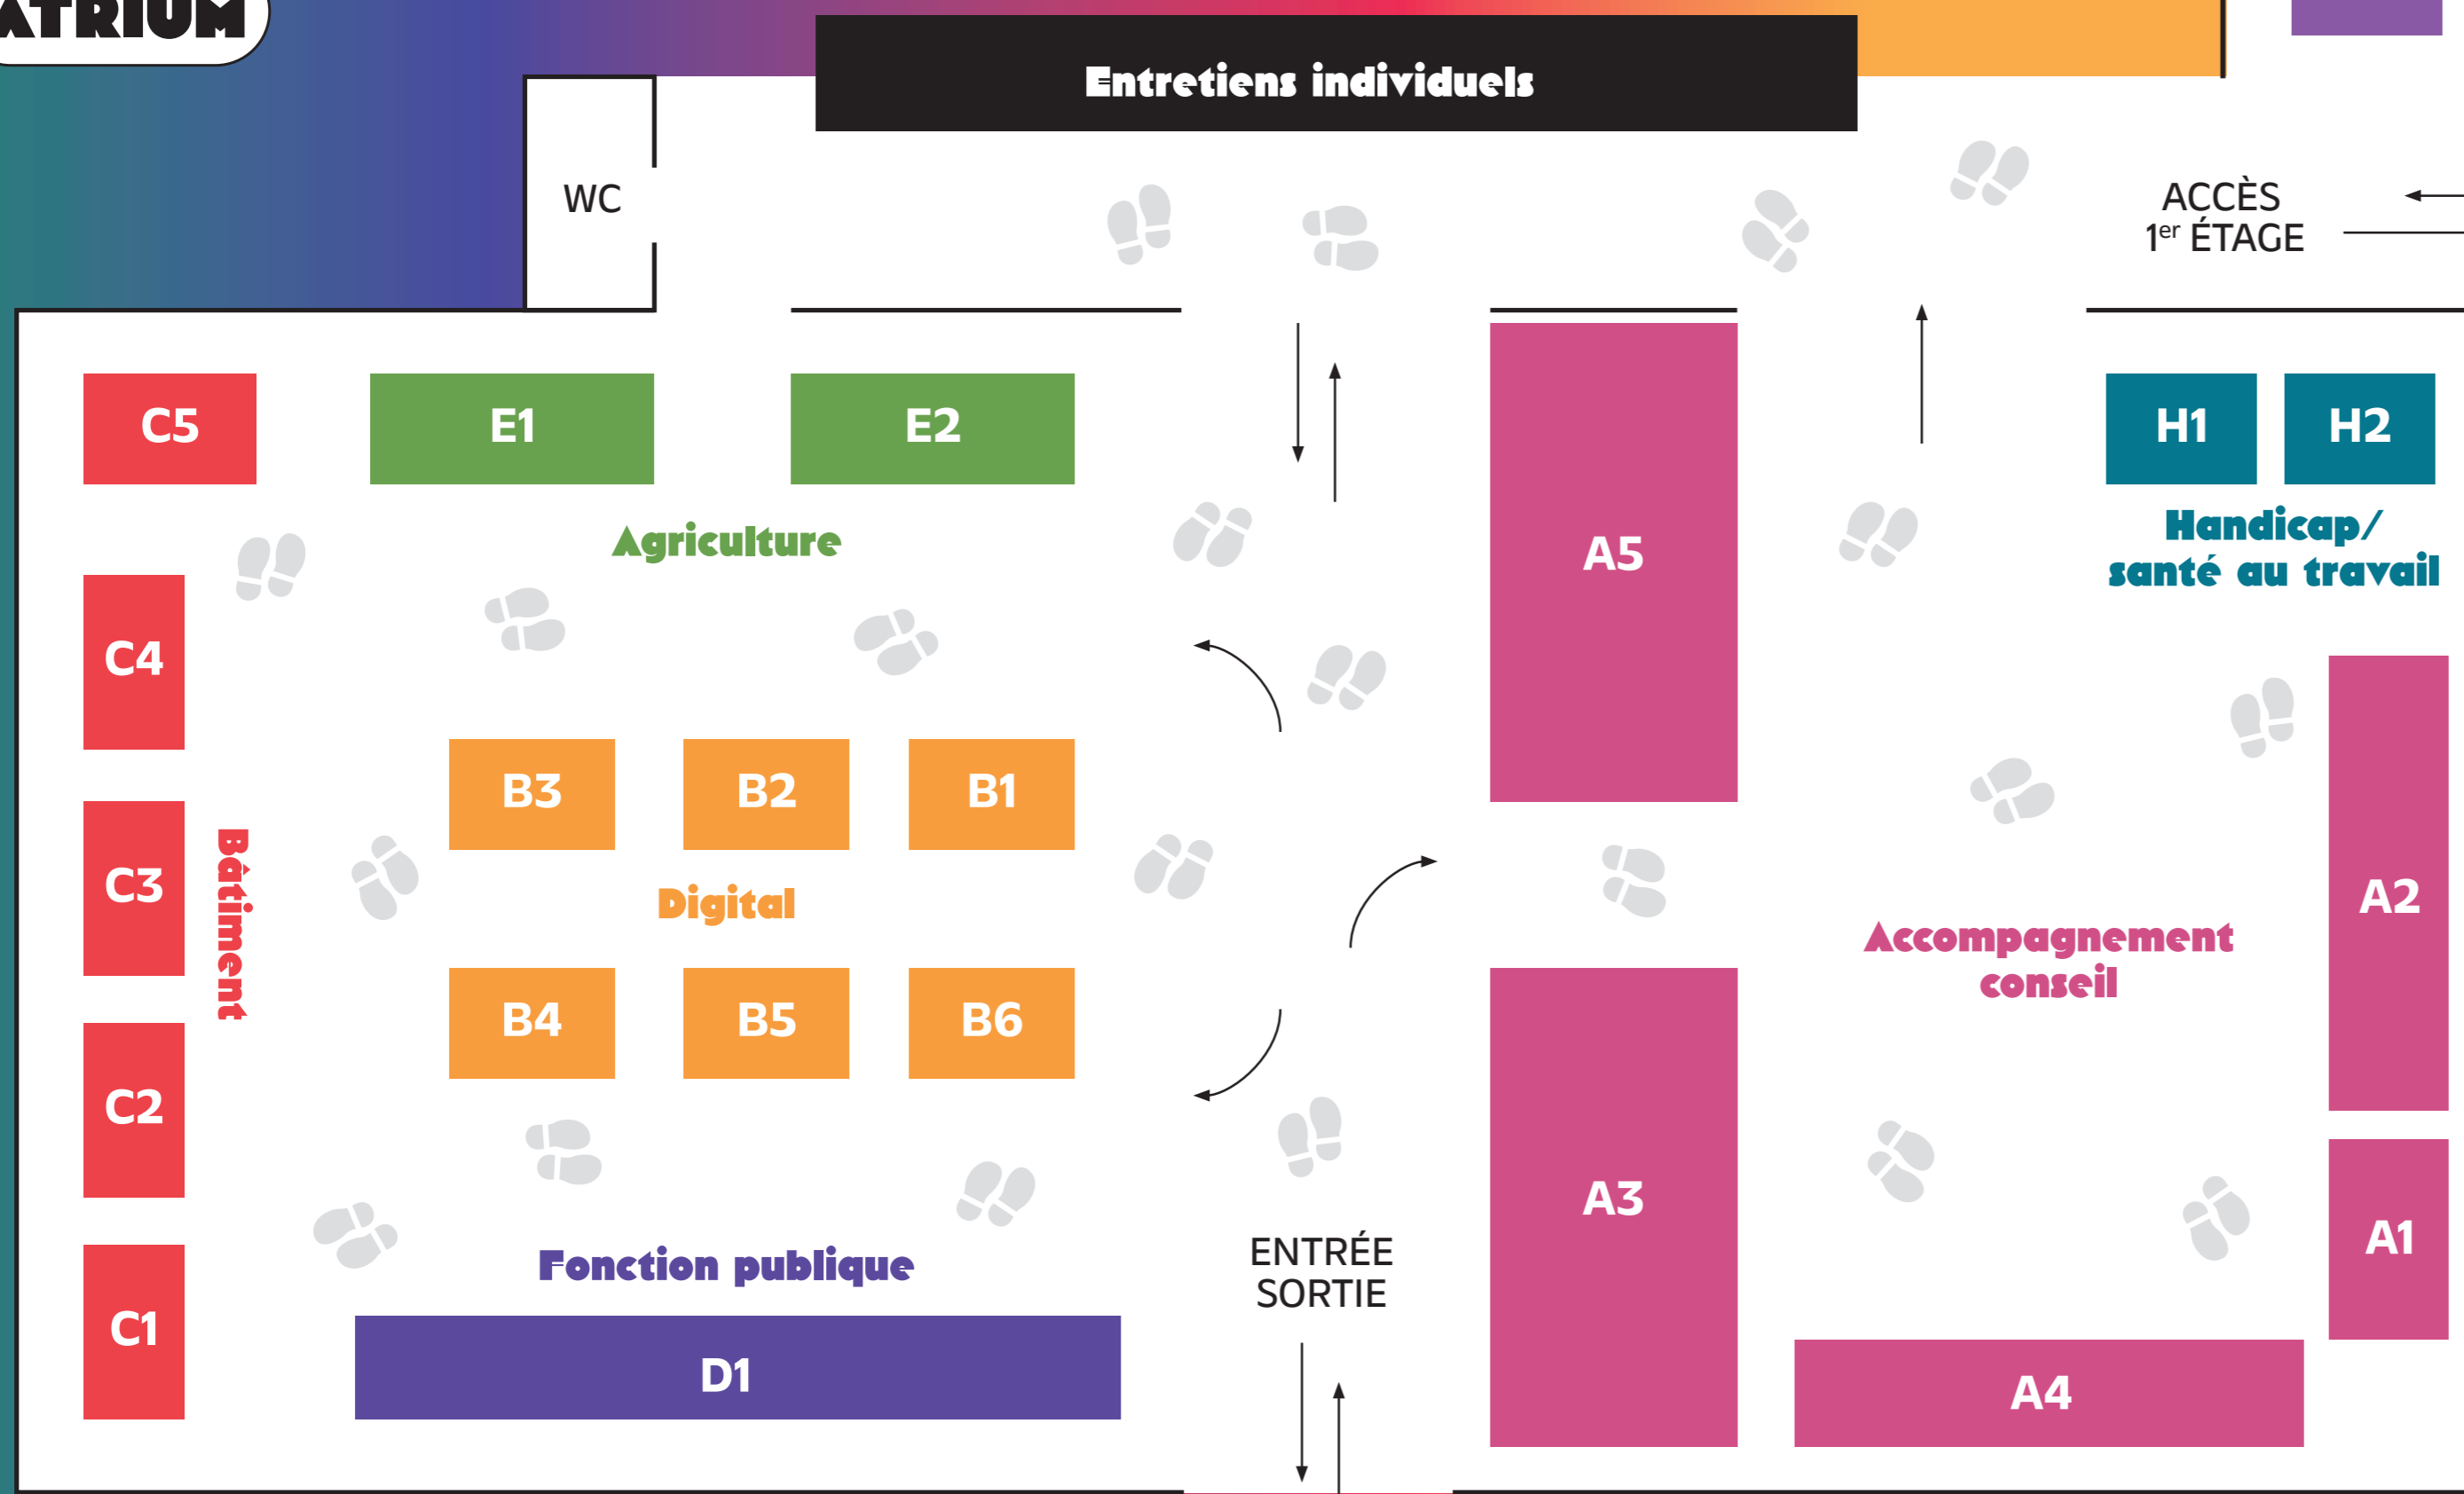 ATRIUM
Entretiens individuels
WC
ACCÈS
1er ÉTAGE
C5
E1
E2
H1
H2
Agriculture
A5
Handicap/
santé au travail
C4
B3
B2
B1
C3
Bâtiment
Digital
A2
Accompagnement
conseil
B4
B5
B6
C2
A3
ENTRÉE
SORTIE
A1
Fonction publique
C1
D1
A4